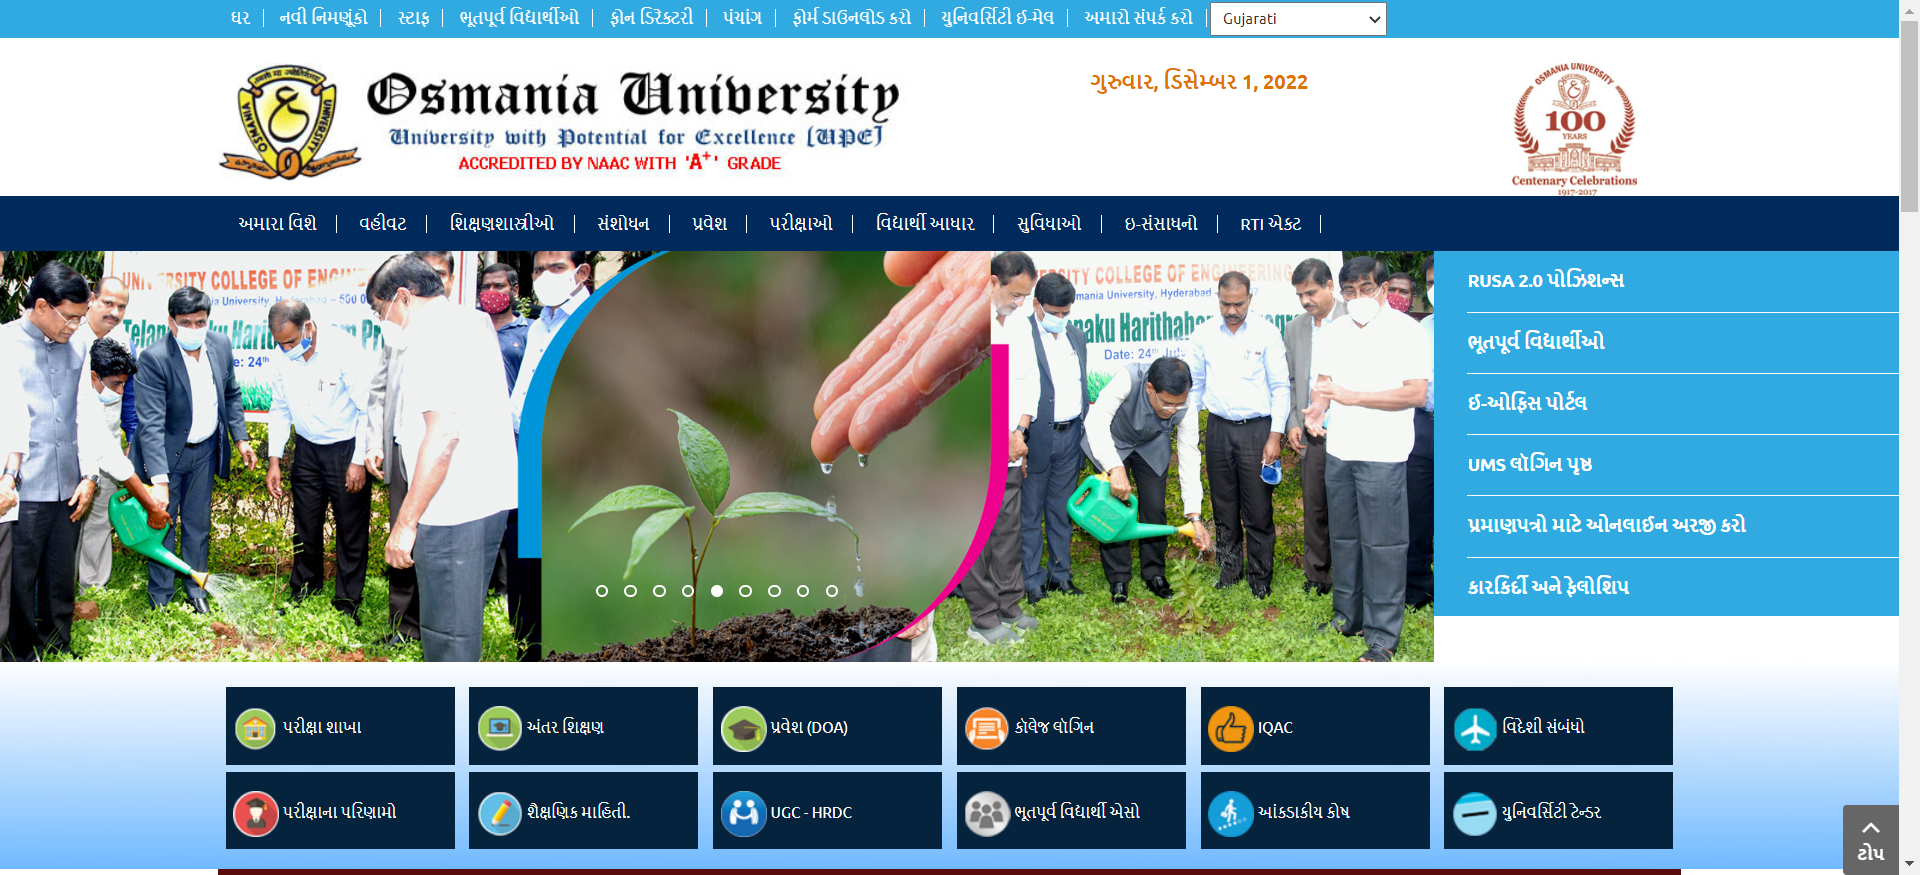 ઘર
નવી નિમણૂંકો
સ્ટાફ
ભૂતપૂર્વ વિદ્યાર્થીઓ
ફોન ડિરેક્ટરી
પંચાંગ
ફોર્મ ડાઉનલોડ કરો
યુનિવર્સિટી ઈ-મેલ
અમારો સંપર્ક કરો
Gujarati
Osmania University
University with Potential for Excellence [UPE]
ACCREDITED BY NAAC WITH 'A+' GRADE
ગુરુવાર, ડિસેમ્બર 1, 2022
OSMANIA UNIVERSITY
100
YEARS
Centenary Celebrations
1917-2017
અમારા વિશે
વહીવટ
શિક્ષણશાસ્ત્રીઓ
સંશોધન
પ્રવેશ
પરીક્ષાઓ
વિદ્યાર્થી આધાર
સુવિધાઓ
ઇ-સંસાધનો
RTI એક્ટ
RUSA 2.0 પોઝિશન્સ
ભૂતપૂર્વ વિદ્યાર્થીઓ
ઈ-ઓફિસ પોર્ટલ
UMS લૉગિન પૃષ્ઠ
પ્રમાણપત્રો માટે ઓનલાઈન અરજી કરો
કારકિર્દી અને ફેલોશિપ
પરીક્ષા શાખા
અંતર શિક્ષણ
પ્રવેશ (DOA)
કૉલેજ લૉગિન
IQAC
વિદેશી સંબંધો
પરીક્ષાના પરિણામો
શૈક્ષણિક માહિતી.
UGC - HRDC
ભૂતપૂર્વ વિદ્યાર્થી એસો
આંકડાકીય કોષ
યુનિવર્સિટી ટેન્ડર
ટોપ